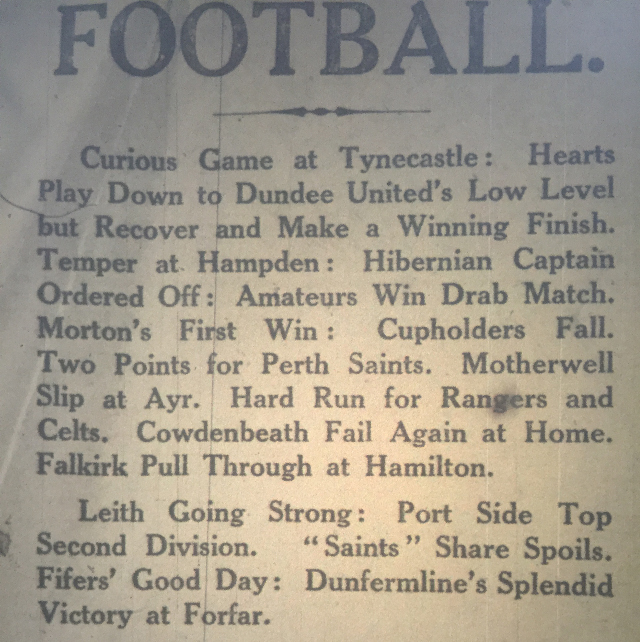 FOOTBALL.
Curious Game at Tynecastle: Hearts
Play Down to Dundee United's Low Level
but Recover and Make a Winning Finish.
Temper at Hampden: Hibernian Captain
Ordered Off: Amateurs Win Drab Match.
Morton's First Win: Cupholders Fall.
Two Points for Perth Saints. Motherwell
Slip at Ayr. Hard Run for Rangers and
Celts. Cowdenbeath Fail Again at Home.
Falkirk Pull Through at Hamilton.
Leith Going Strong: Port Side Top
Second Division. "Saints" Share Spoils.
Fifers' Good Day: Dunfermline's Splendid
Victory at Forfar.